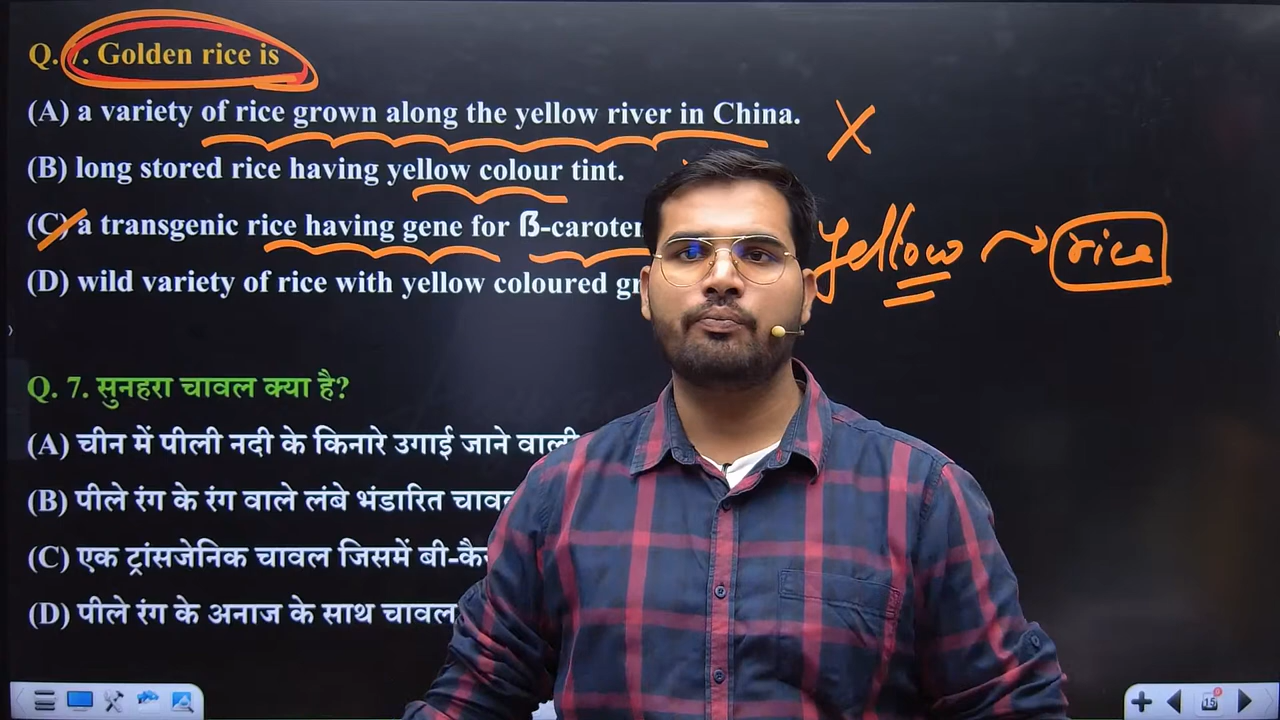 Q. 7. Golden rice is
(A) a variety of rice grown along the yellow river in China.
(B) long stored rice having yellow colour tint.
(C) a transgenic rice having gene for ß-caroten
(D) wild variety of rice with yellow coloured gr
yellow rice
Q. 7. सुनहरा चावल क्या है?
(A) चीन में पीली नदी के किनारे उगाई जाने वाली
(B) पीले रंग के रंग वाले लंबे भंडारित
(C) एक ट्रांसजेनिक चावल जिसमें
(D) पीले रंग के अनाज के साथ चावल
15